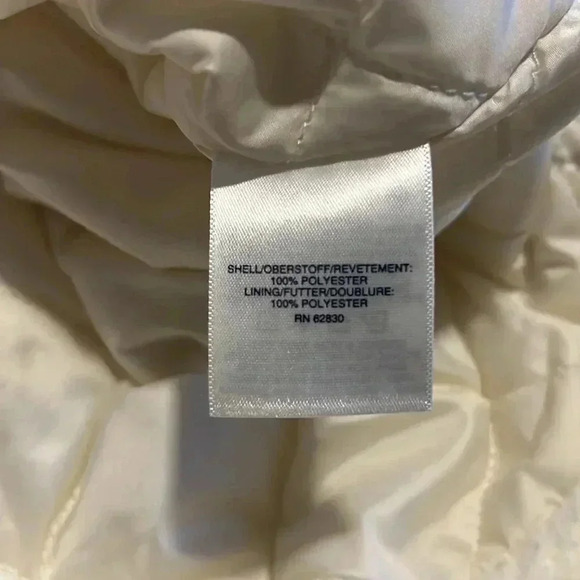 SHELL/OBERSTOFF/REVETEMENT:
100% POLYESTER
LINING/FUTTER/DOUBLURE:
100% POLYESTER
RN 62830